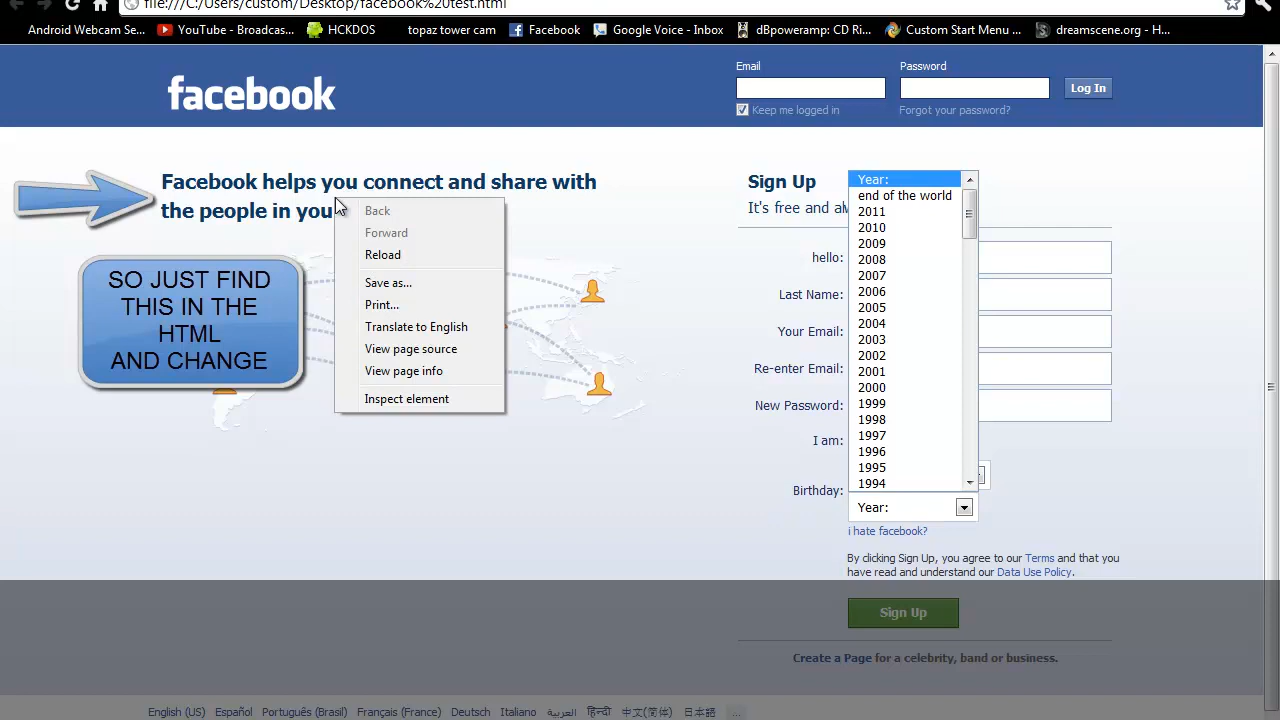 file:///C:/Users/custom/Desktop/facebook%20test.html
Android Webcam Se... YouTube - Broadcas... HCKDOS topaz tower cam Facebook Google Voice - Inbox dBpoweramp: CD Ri... Custom Start Menu ... dreamscene.org - H...
Email Password
facebook
Log In
Keep me logged in Forgot your password?
Facebook helps you connect and share with
the people in you
Back
Forward
Reload
Save as...
Print...
Translate to English
View page source
View page info
Inspect element
SO JUST FIND
THIS IN THE
HTML
AND CHANGE
Sign Up
It's free and al
hello:
Last Name:
Your Email:
Re-enter Email:
New Password:
I am:
Birthday:
Year:
end of the world
2011
2010
2009
2008
2007
2006
2005
2004
2003
2002
2001
2000
1999
1998
1997
1996
1995
1994
Year:
i hate facebook?
By clicking Sign Up, you agree to our Terms and that you
have read and understand our Data Use Policy.
Sign Up
Create a Page for a celebrity, band or business.
English (US) Español Português (Brasil) Français (France) Deutsch Italiano العربية हिन्दी 中文(简体) 日本語 ...